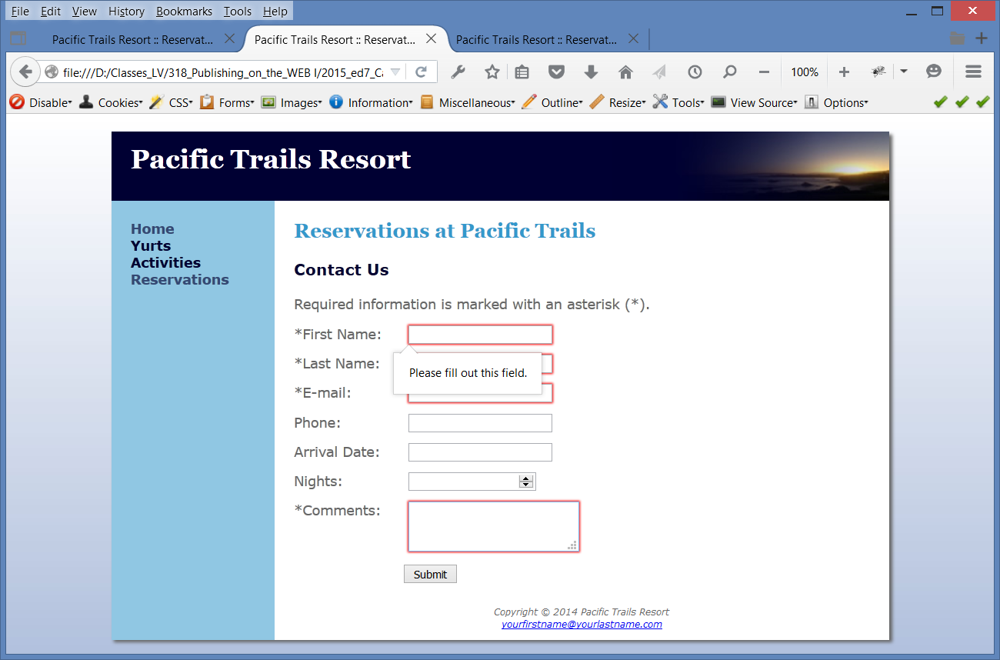 File Edit View History Bookmarks Tools Help
Pacific Trails Resort :: Reservat... Pacific Trails Resort :: Reservat... Pacific Trails Resort :: Reservat...
file:///D:/Classes_LV/318_Publishing_on_the_WEB I/2015_ed7_Ca 100%
Disable Cookies CSS Forms Images Information Miscellaneous Outline Resize Tools View Source Options
Pacific Trails Resort
Home
Yurts
Activities
Reservations
Reservations at Pacific Trails
Contact Us
Required information is marked with an asterisk (*).
*First Name:
*Last Name:
Please fill out this field.
*E-mail:
Phone:
Arrival Date:
Nights:
*Comments:
Submit
Copyright © 2014 Pacific Trails Resort
yourfirstname@yourlastname.com